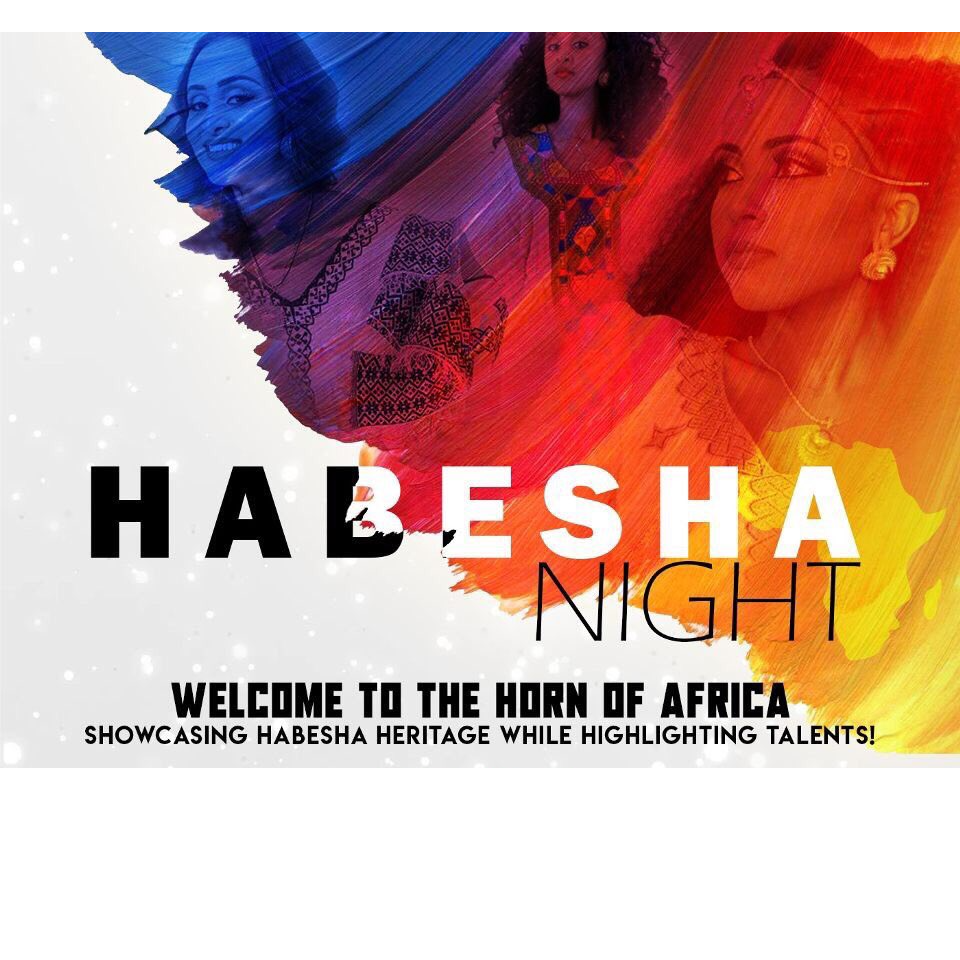 HABESHA
NIGHT
WELCOME TO THE HORN OF AFRICA
SHOWCASING HABESHA HERITAGE WHILE HIGHLIGHTING TALENTS!